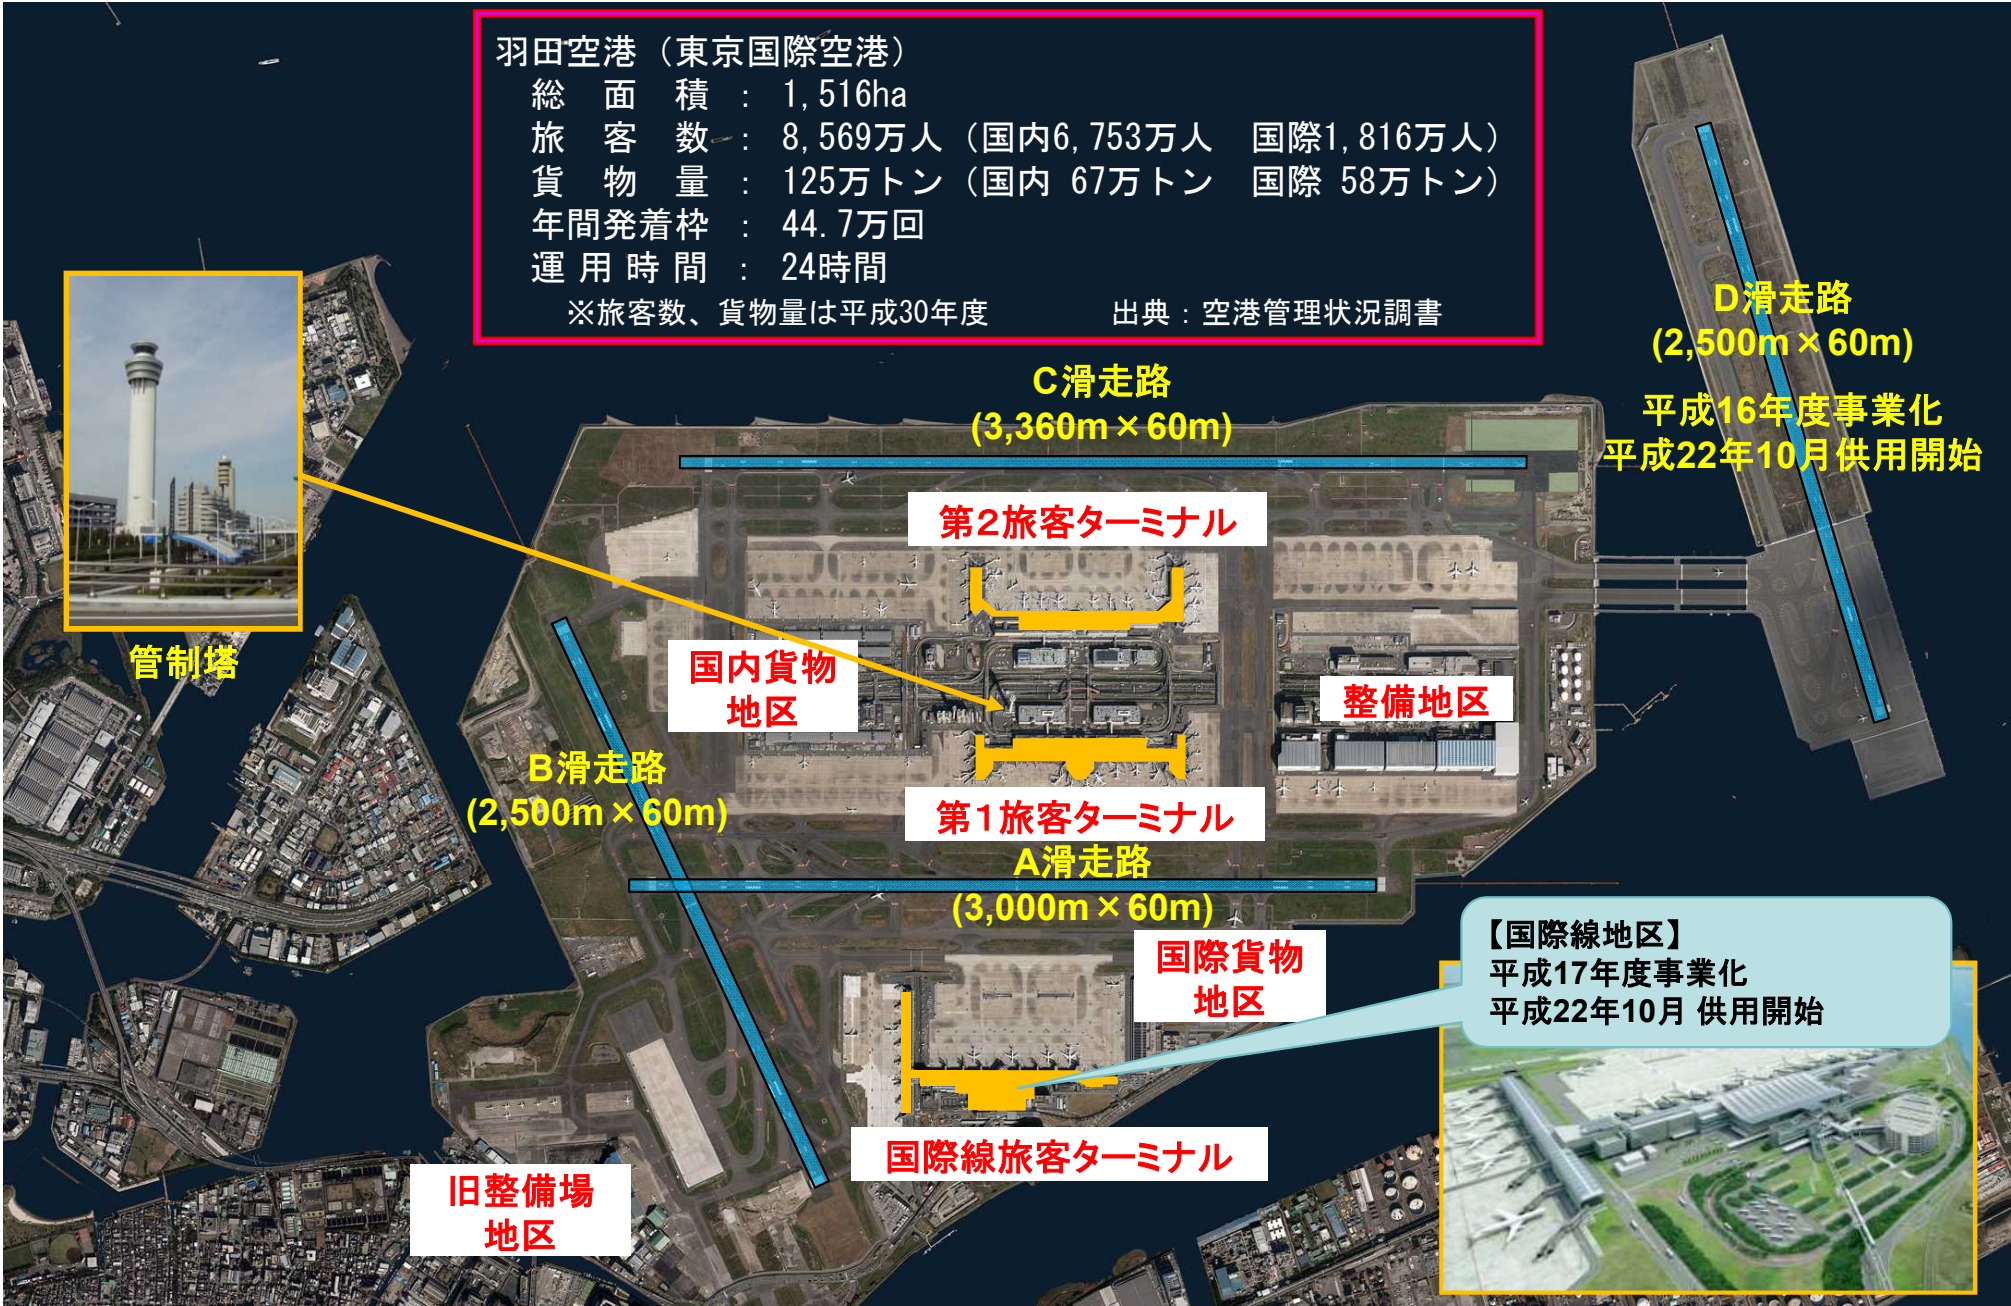 羽田空港（東京国際空港）
総面積：1,516ha
旅客数：8,569万人（国内6,753万人　国際1,816万人）
貨物量：125万トン（国内 67万トン　国際 58万トン）
年間発着枠：44.7万回
運用時間：24時間
※旅客数、貨物量は平成30年度　出典：空港管理状況調書
D滑走路
(2,500m×60m)
平成16年度事業化
平成22年10月供用開始
C滑走路
(3,360m×60m)
第2旅客ターミナル
管制塔
国内貨物
地区
整備地区
B滑走路
(2,500m×60m)
第1旅客ターミナル
A滑走路
(3,000m×60m)
国際貨物
地区
【国際線地区】
平成17年度事業化
平成22年10月 供用開始
国際線旅客ターミナル
旧整備場
地区